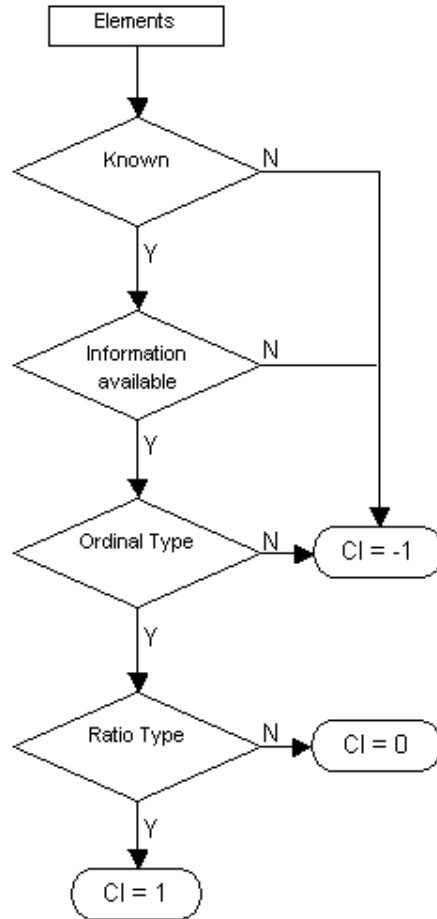 Elements
Known
N
Y
Information
available
N
Y
Ordinal Type
N
CI = -1
Y
Ratio Type
N
CI = 0
Y
CI = 1